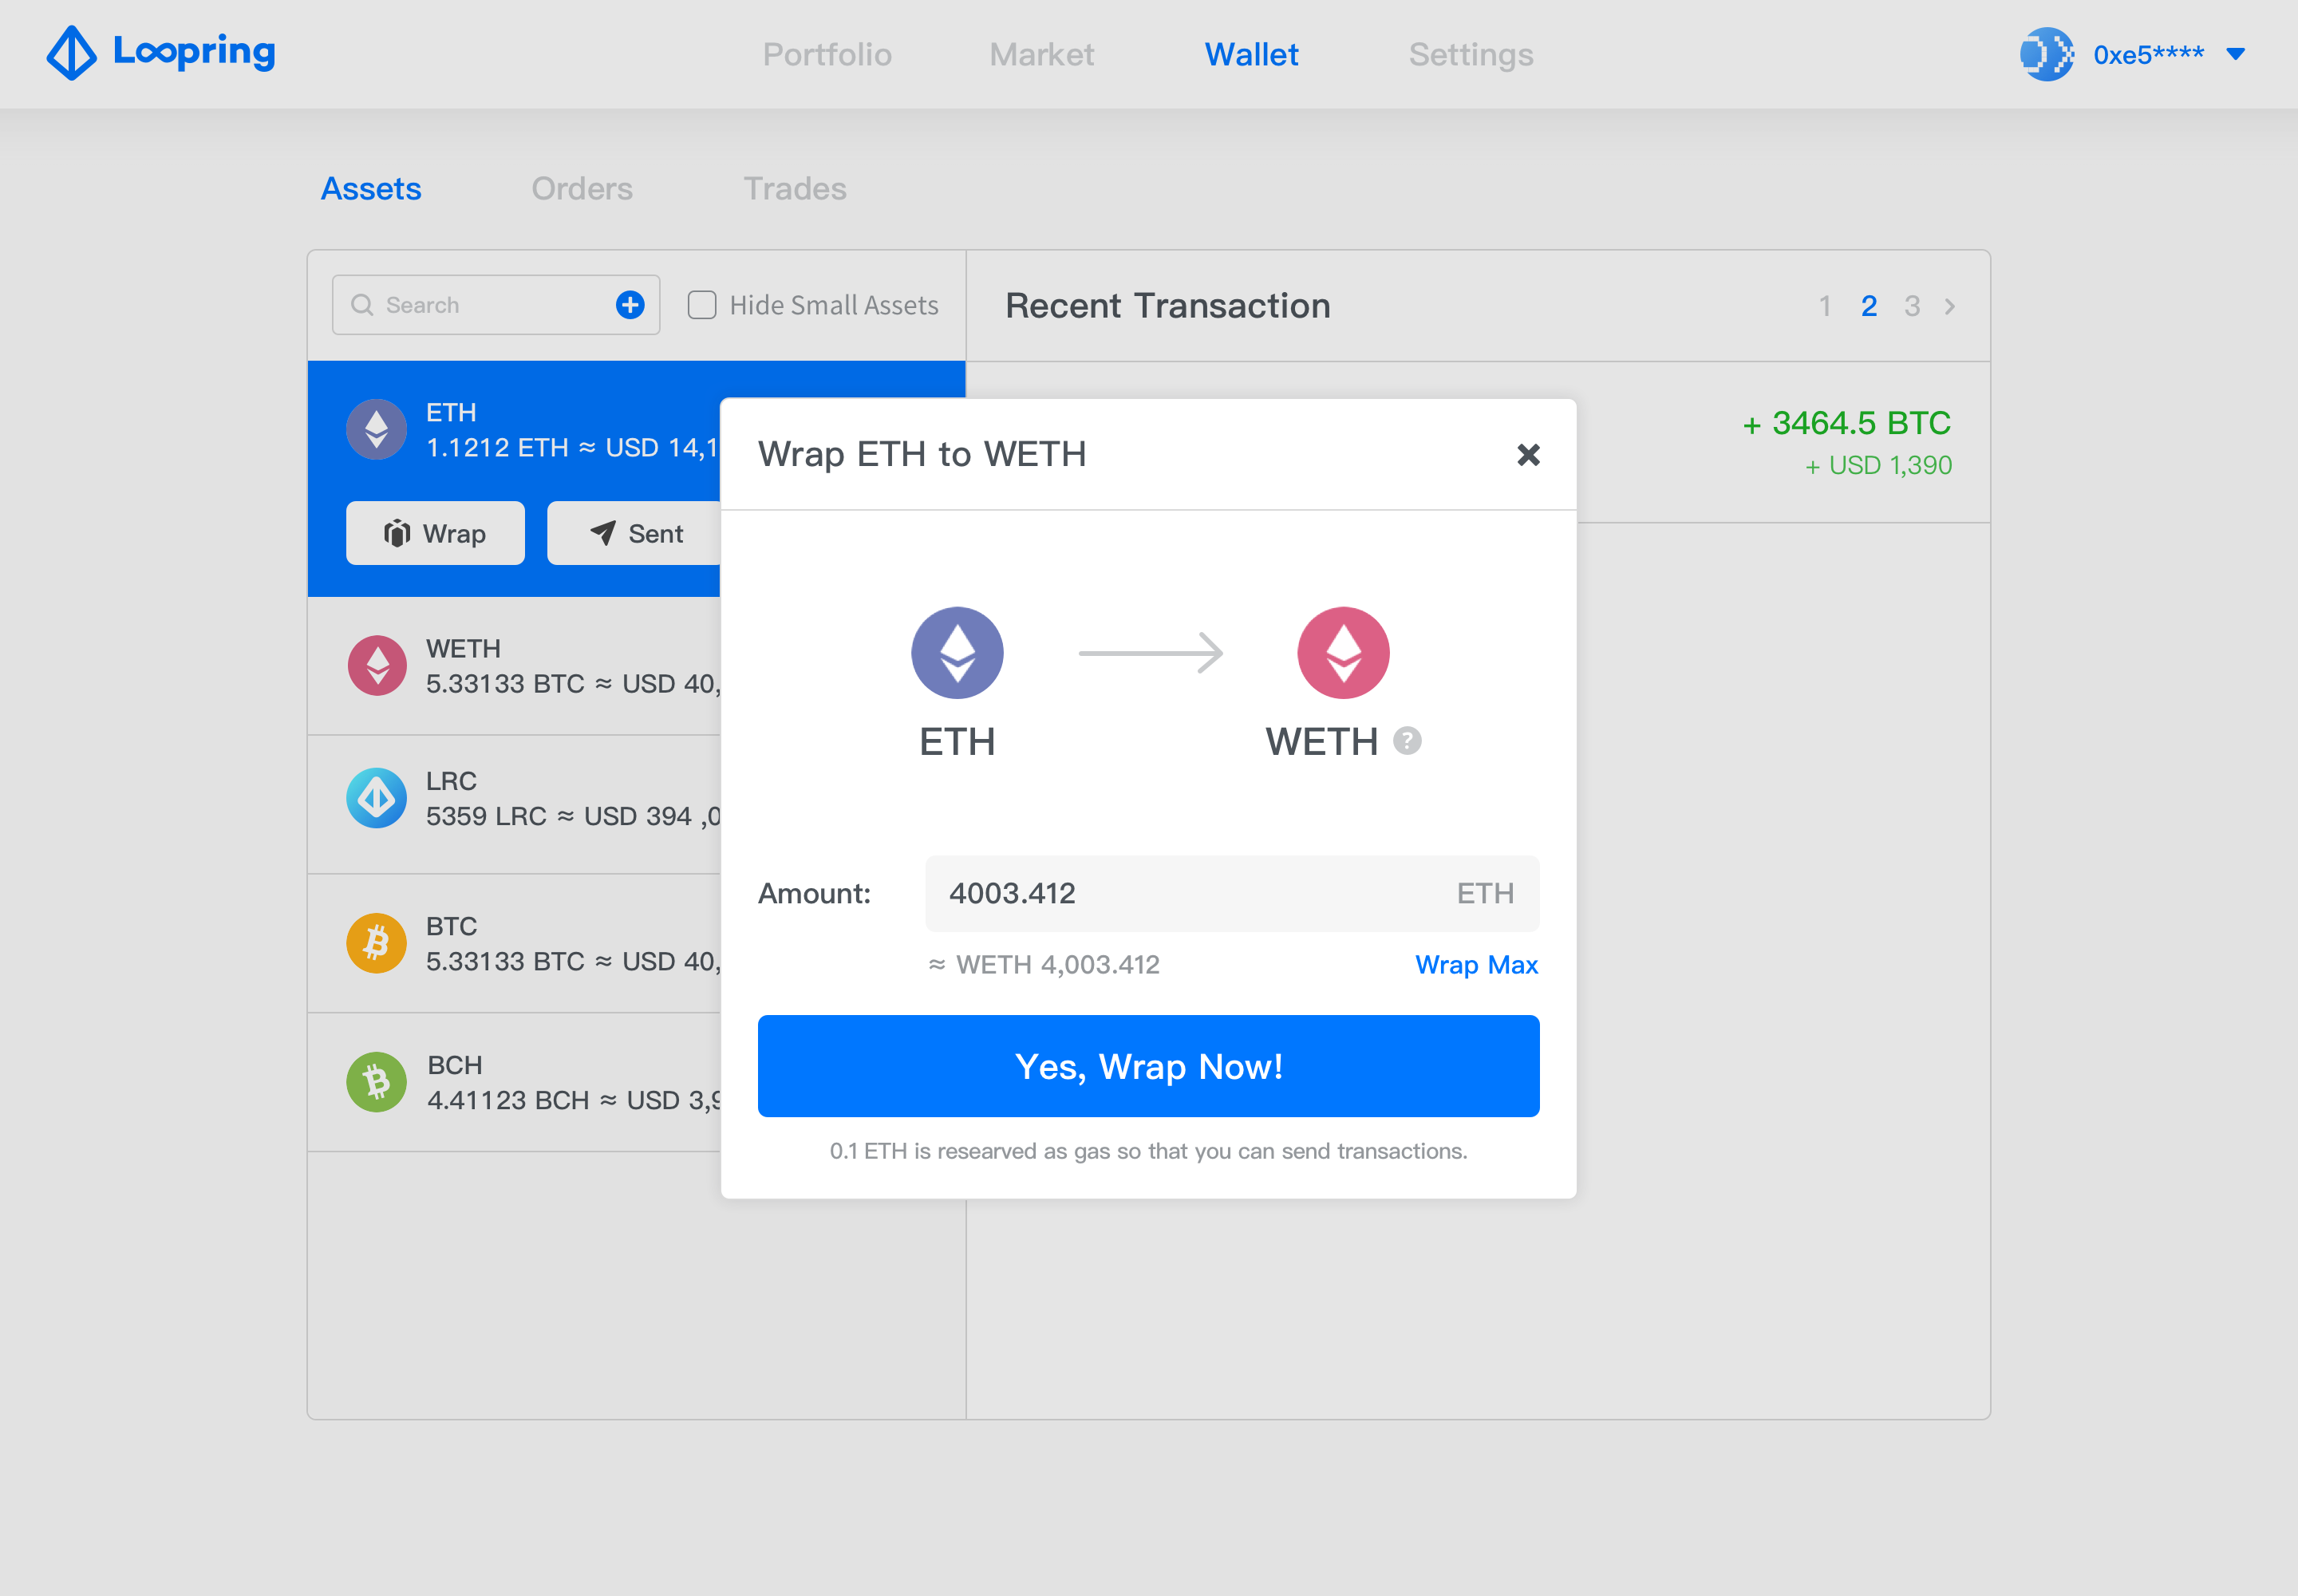 Loopring
Portfolio Market Wallet Settings
0xe5****
Assets Orders Trades
Search
Hide Small Assets
Recent Transaction
1 2 3
ETH
1.1212 ETH ≈ USD 14,1
Wrap
Sent
+ 3464.5 BTC
+ USD 1,390
WETH
5.33133 BTC ≈ USD 40,
LRC
5359 LRC ≈ USD 394 ,0
BTC
5.33133 BTC ≈ USD 40,
BCH
4.41123 BCH ≈ USD 3,9
Wrap ETH to WETH
ETH
WETH ?
Amount: 4003.412 ETH
≈ WETH 4,003.412 Wrap Max
Yes, Wrap Now!
0.1 ETH is researved as gas so that you can send transactions.